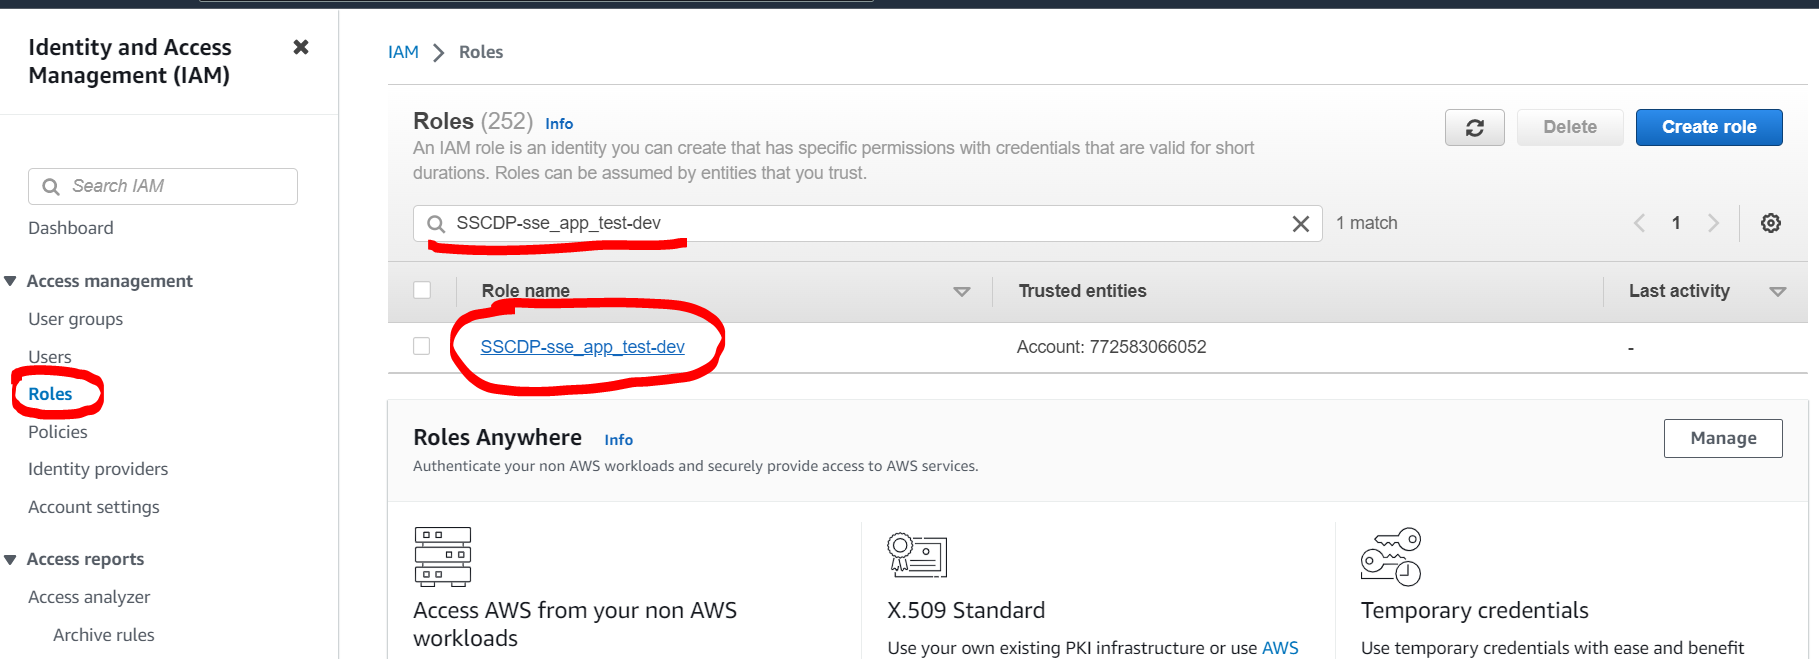 Identity and Access
Management (IAM)
Search IAM
Dashboard
Access management
User groups
Users
Roles
Policies
Identity providers
Account settings
Access reports
Access analyzer
Archive rules
IAM > Roles
Roles (252) Info
An IAM role is an identity you can create that has specific permissions with credentials that are valid for short
durations. Roles can be assumed by entities that you trust.
Delete
Create role
SSCDP-sse_app_test-dev
1 match
1
Role name
Trusted entities
Last activity
SSCDP-sse_app_test-dev
Account: 772583066052
-
Roles Anywhere Info
Authenticate your non AWS workloads and securely provide access to AWS services.
Manage
Access AWS from your non AWS
workloads
X.509 Standard
Use your own existing PKI infrastructure or use AWS
Temporary credentials
Use temporary credentials with ease and benefit